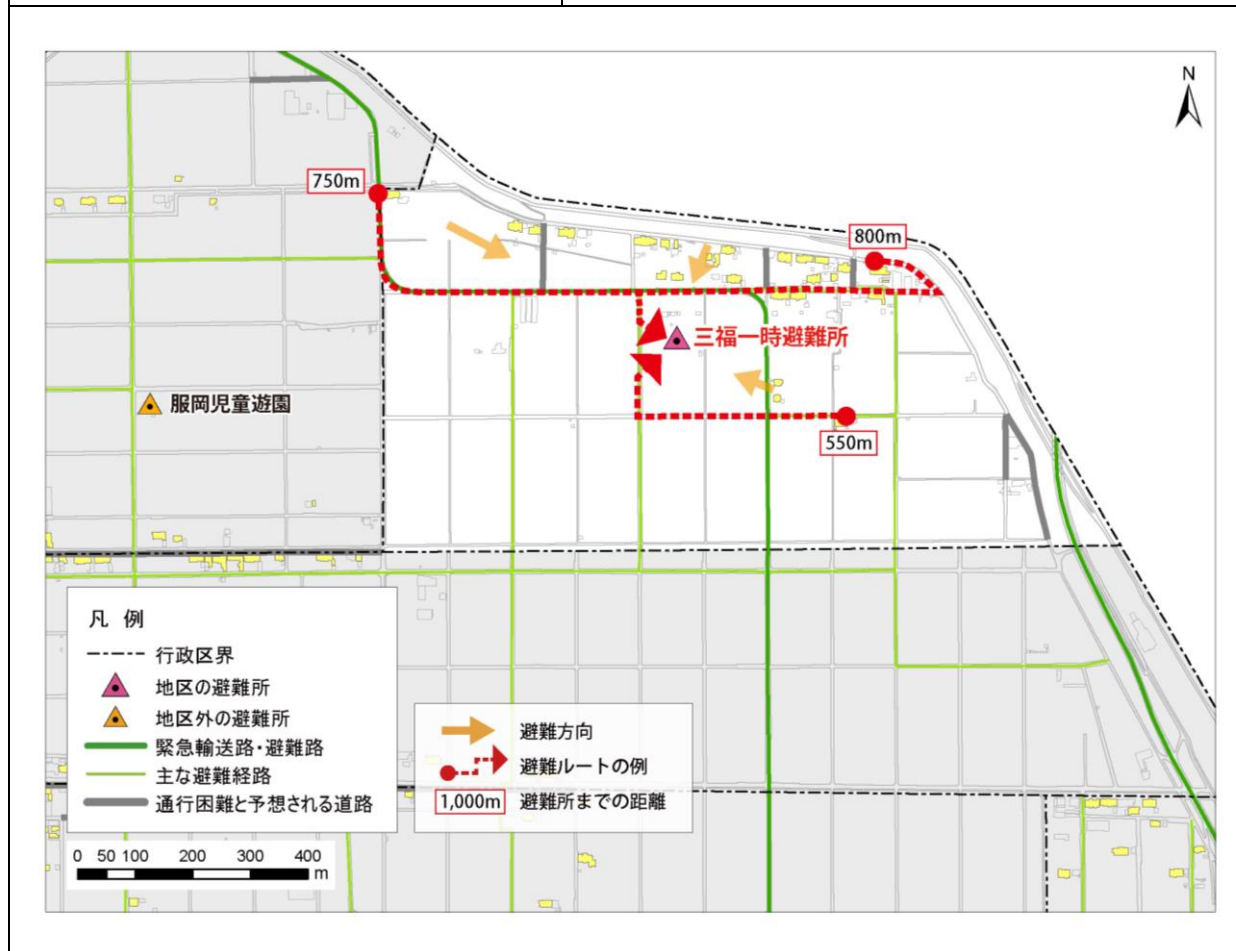 N
750m
800m
三福一時避難所
服岡児童遊園
550m
凡 例
行政区界
地区の避難所
地区外の避難所
緊急輸送路・避難路
主な避難経路
通行困難と予想される道路
避難方向
避難ルートの例
1,000m 避難所までの距離
0 50 100 200 300 400
m